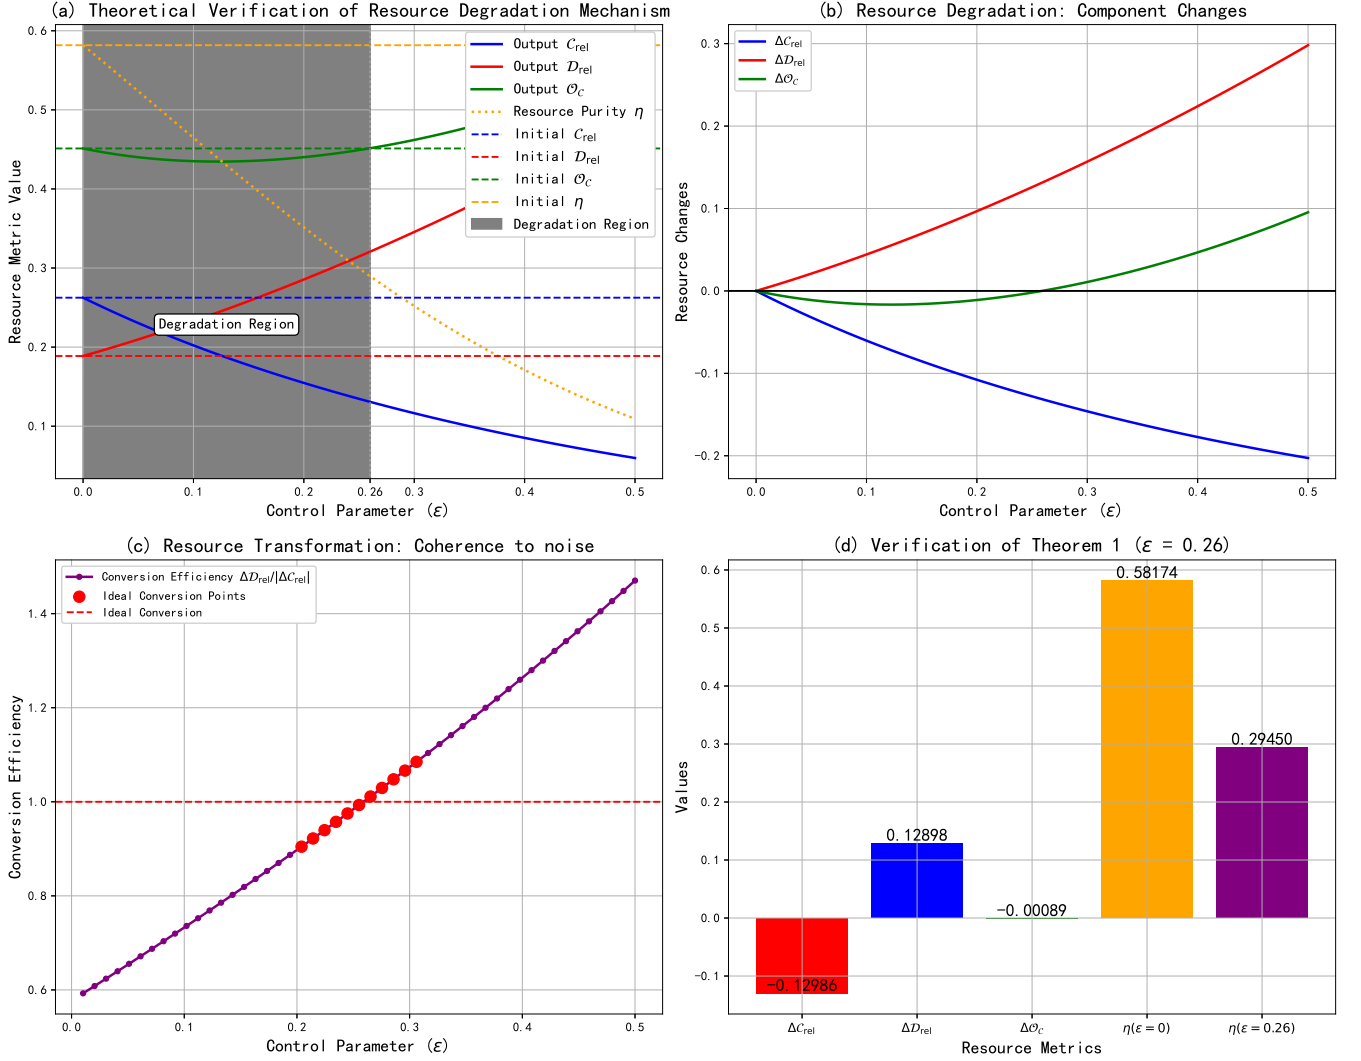 (a) Theoretical Verification of Resource Degradation Mechanism
Resource Metric Value
0.6
0.5
0.4
0.3
0.2
0.1
0.0
0.1
0.2
0.26
0.3
0.4
0.5
Control Parameter (ε)
Output 𝒞rel
Output 𝒟rel
Output 𝒪𝒞
Resource Purity η
Initial 𝒞rel
Initial 𝒟rel
Initial 𝒪𝒞
Initial η
Degradation Region
Degradation Region
(b) Resource Degradation: Component Changes
Resource Changes
0.3
0.2
0.1
0.0
−0.1
−0.2
0.0
0.1
0.2
0.3
0.4
0.5
Control Parameter (ε)
Δ𝒞rel
Δ𝒟rel
Δ𝒪𝒞
(c) Resource Transformation: Coherence to noise
Conversion Efficiency
1.4
1.2
1.0
0.8
0.6
0.0
0.1
0.2
0.3
0.4
0.5
Control Parameter (ε)
Conversion Efficiency Δ𝒟rel/|Δ𝒞rel|
Ideal Conversion Points
Ideal Conversion
(d) Verification of Theorem 1 (ε = 0.26)
Values
0.6
0.5
0.4
0.3
0.2
0.1
0.0
−0.1
−0.12986
0.12898
−0.00089
0.58174
0.29450
Δ𝒞rel
Δ𝒟rel
Δ𝒪𝒞
η(ε = 0)
η(ε = 0.26)
Resource Metrics